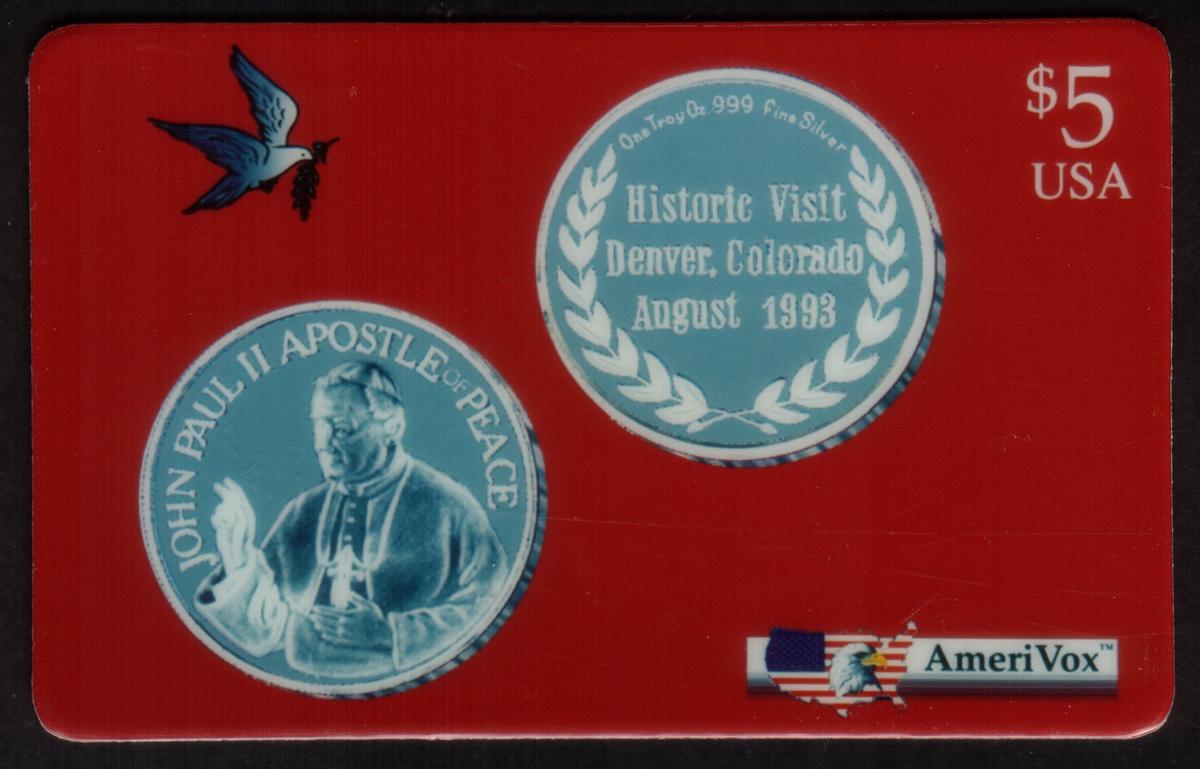 $5
USA
One Troy Oz .999 fine Silver
Historic Visit
Denver, Colorado
August 1993
JOHN PAUL II APOSTLE OF PEACE
AmeriVox™